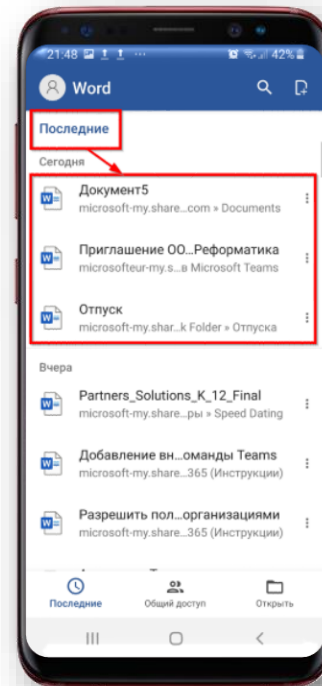 21:48 42%
Word
Последние
Сегодня
Документ5
microsoft-my.share...com » Documents
Приглашение ОО...Реформатика
microsofteur-my.s...в Microsoft Teams
Отпуск
microsoft-my.shar...k Folder » Отпуска
Вчера
Partners_Solutions_K_12_Final
microsoft-my.share...ры » Speed Dating
Добавление вн...оманды Teams
microsoft-my.share...365 (Инструкции)
Разрешить пол...организациями
microsoft-my.share...365 (Инструкции)
Последние Общий доступ Открыть